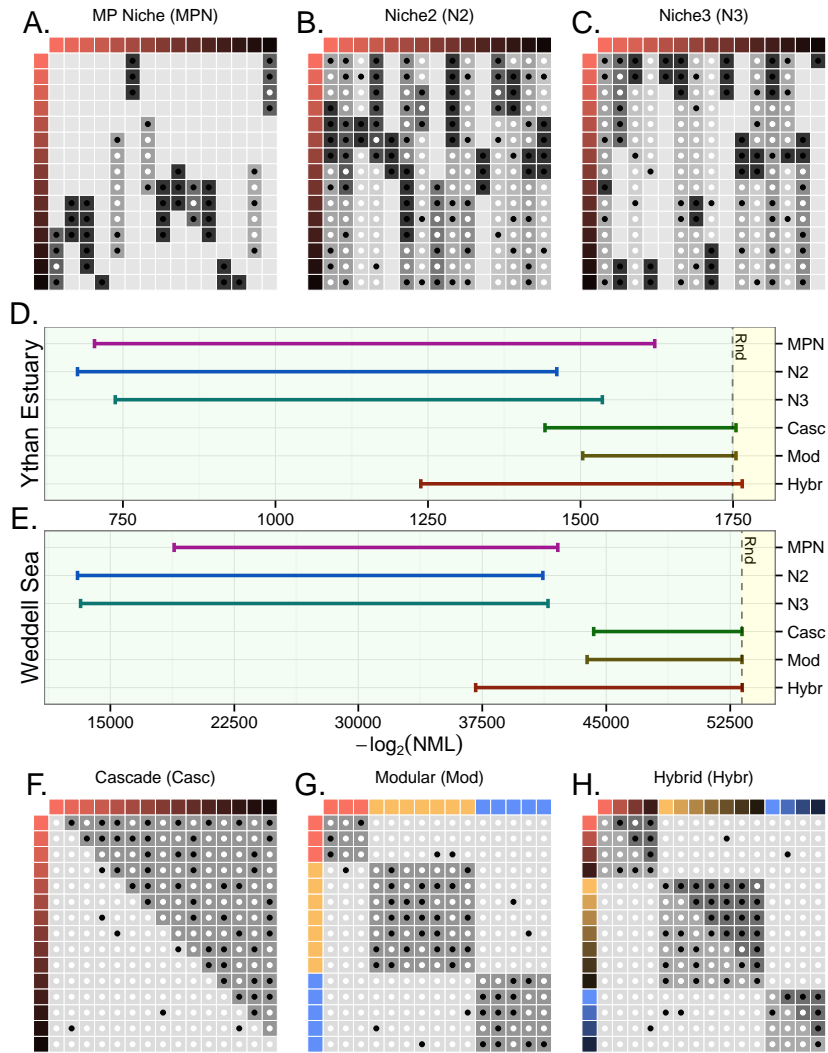 A. MP Niche (MPN)
B. Niche2 (N2)
C. Niche3 (N3)
D.
Ythan Estuary
Rnd
MPN
N2
N3
Casc
Mod
Hybr
750 1000 1250 1500 1750
E.
Weddell Sea
Rnd
MPN
N2
N3
Casc
Mod
Hybr
15000 22500 30000 37500 45000 52500
−log₂(NML)
F. Cascade (Casc)
G. Modular (Mod)
H. Hybrid (Hybr)